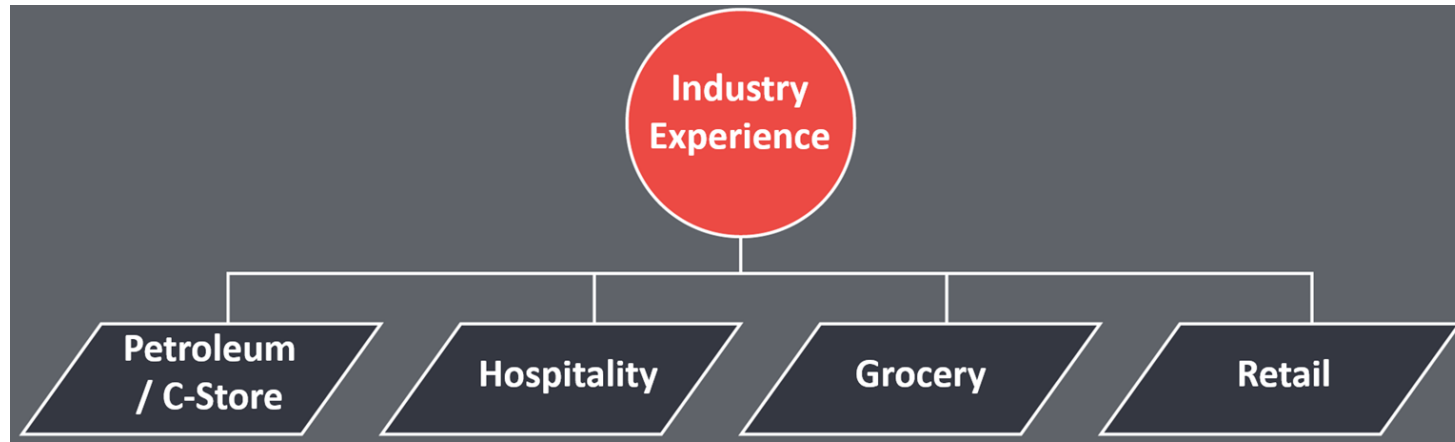 Industry
Experience
Petroleum
/ C-Store
Hospitality
Grocery
Retail